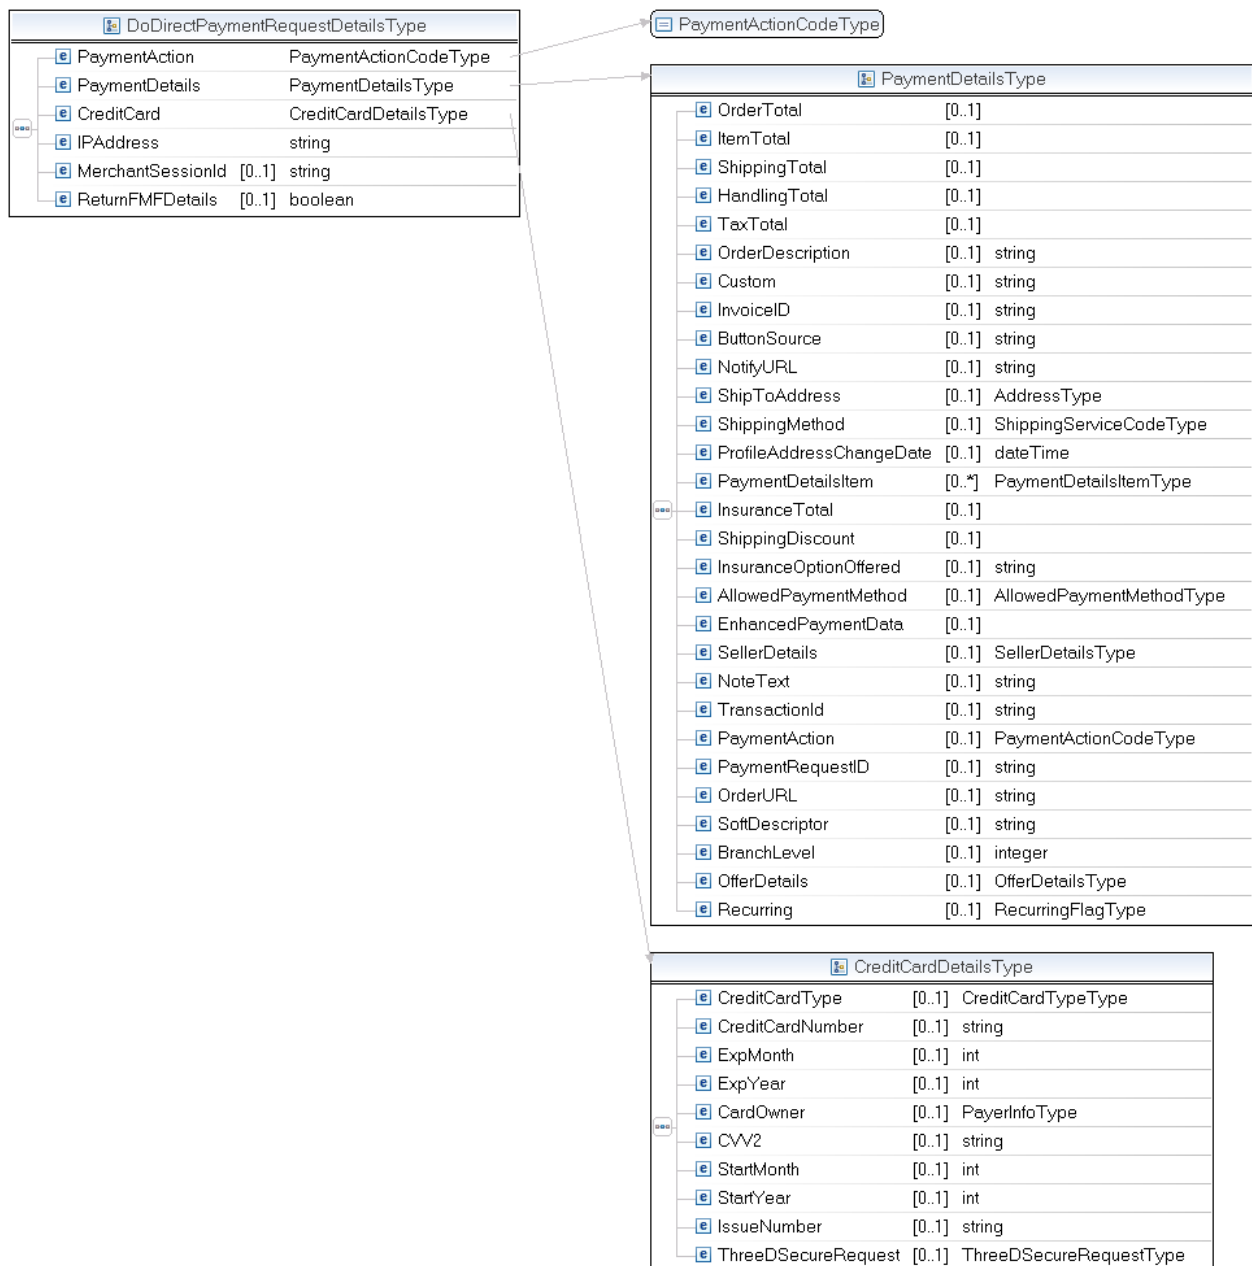 DoDirectPaymentRequestDetailsType
PaymentAction PaymentActionCodeType
PaymentDetails PaymentDetailsType
CreditCard CreditCardDetailsType
IPAddress string
MerchantSessionId [0..1] string
ReturnFMFDetails [0..1] boolean
PaymentActionCodeType
PaymentDetailsType
OrderTotal [0..1]
ItemTotal [0..1]
ShippingTotal [0..1]
HandlingTotal [0..1]
TaxTotal [0..1]
OrderDescription [0..1] string
Custom [0..1] string
InvoiceID [0..1] string
ButtonSource [0..1] string
NotifyURL [0..1] string
ShipToAddress [0..1] AddressType
ShippingMethod [0..1] ShippingServiceCodeType
ProfileAddressChangeDate [0..1] dateTime
PaymentDetailsItem [0..*] PaymentDetailsItemType
InsuranceTotal [0..1]
ShippingDiscount [0..1]
InsuranceOptionOffered [0..1] string
AllowedPaymentMethod [0..1] AllowedPaymentMethodType
EnhancedPaymentData [0..1]
SellerDetails [0..1] SellerDetailsType
NoteText [0..1] string
TransactionId [0..1] string
PaymentAction [0..1] PaymentActionCodeType
PaymentRequestID [0..1] string
OrderURL [0..1] string
SoftDescriptor [0..1] string
BranchLevel [0..1] integer
OfferDetails [0..1] OfferDetailsType
Recurring [0..1] RecurringFlagType
CreditCardDetailsType
CreditCardType [0..1] CreditCardTypeType
CreditCardNumber [0..1] string
ExpMonth [0..1] int
ExpYear [0..1] int
CardOwner [0..1] PayerInfoType
CVV2 [0..1] string
StartMonth [0..1] int
StartYear [0..1] int
IssueNumber [0..1] string
ThreeDSecureRequest [0..1] ThreeDSecureRequestType